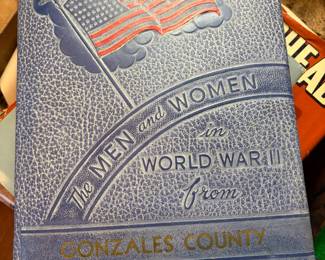 The MEN and WOMEN
in
WORLD WAR II
from
GONZALES COUNTY